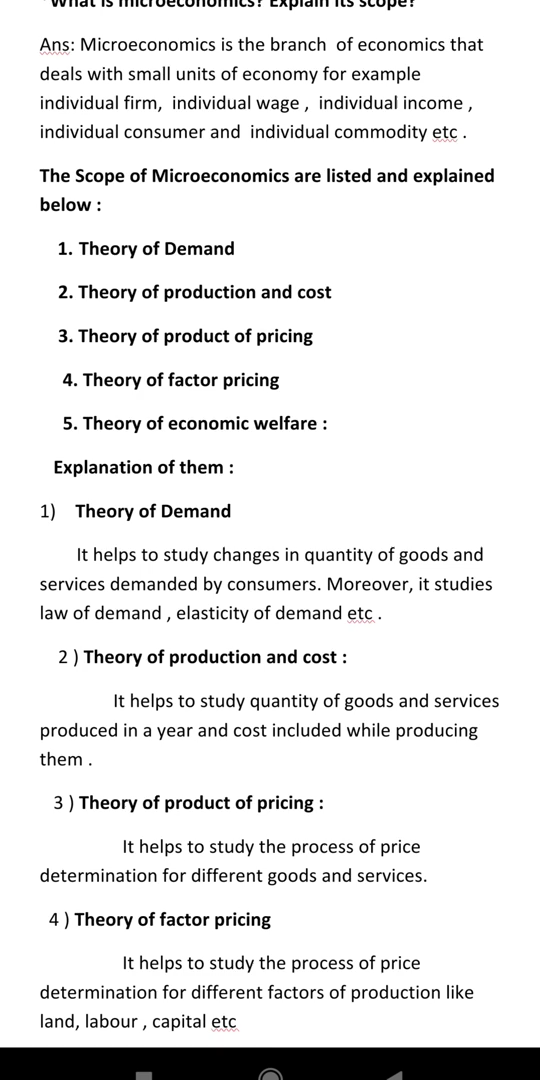 "What is microeconomics? Explain its scope?
Ans: Microeconomics is the branch of economics that
deals with small units of economy for example
individual firm, individual wage , individual income ,
individual consumer and individual commodity etc .
The Scope of Microeconomics are listed and explained
below :
1. Theory of Demand
2. Theory of production and cost
3. Theory of product of pricing
4. Theory of factor pricing
5. Theory of economic welfare :
Explanation of them :
1) Theory of Demand
It helps to study changes in quantity of goods and
services demanded by consumers. Moreover, it studies
law of demand , elasticity of demand etc .
2 ) Theory of production and cost :
It helps to study quantity of goods and services
produced in a year and cost included while producing
them .
3 ) Theory of product of pricing :
It helps to study the process of price
determination for different goods and services.
4 ) Theory of factor pricing
It helps to study the process of price
determination for different factors of production like
land, labour , capital etc